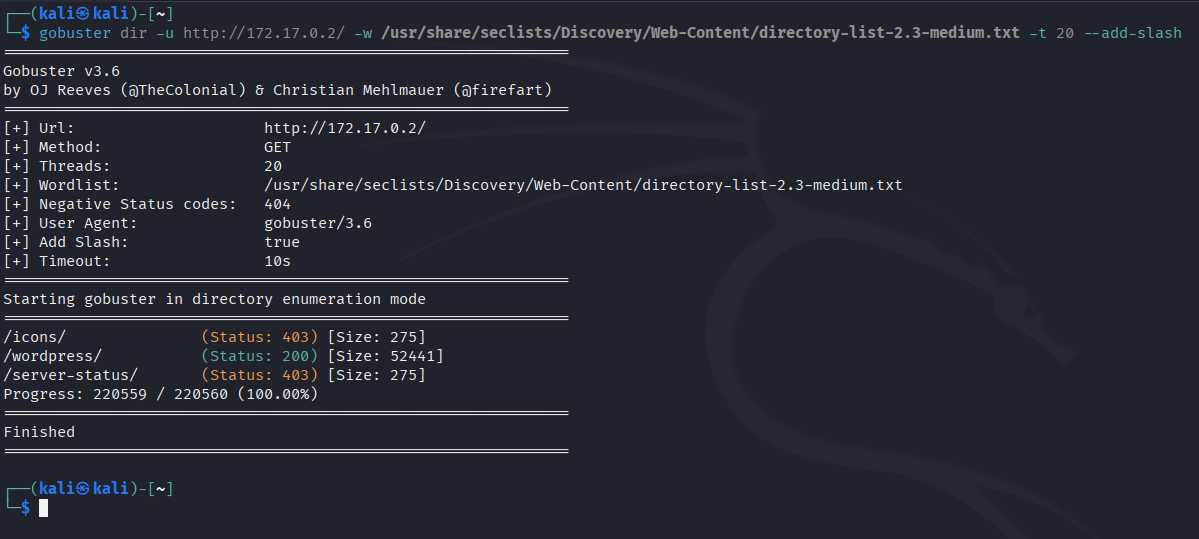 ┌──(kali㉿kali)-[~]
└─$ gobuster dir -u http://172.17.0.2/ -w /usr/share/seclists/Discovery/Web-Content/directory-list-2.3-medium.txt -t 20 --add-slash
===============================================================
Gobuster v3.6
by OJ Reeves (@TheColonial) & Christian Mehlmauer (@firefart)
===============================================================
[+] Url:                     http://172.17.0.2/
[+] Method:                  GET
[+] Threads:                 20
[+] Wordlist:                /usr/share/seclists/Discovery/Web-Content/directory-list-2.3-medium.txt
[+] Negative Status codes:   404
[+] User Agent:              gobuster/3.6
[+] Add Slash:               true
[+] Timeout:                 10s
===============================================================
Starting gobuster in directory enumeration mode
===============================================================
/icons/               (Status: 403) [Size: 275]
/wordpress/           (Status: 200) [Size: 52441]
/server-status/       (Status: 403) [Size: 275]
Progress: 220559 / 220560 (100.00%)
===============================================================
Finished
===============================================================
┌──(kali㉿kali)-[~]
└─$